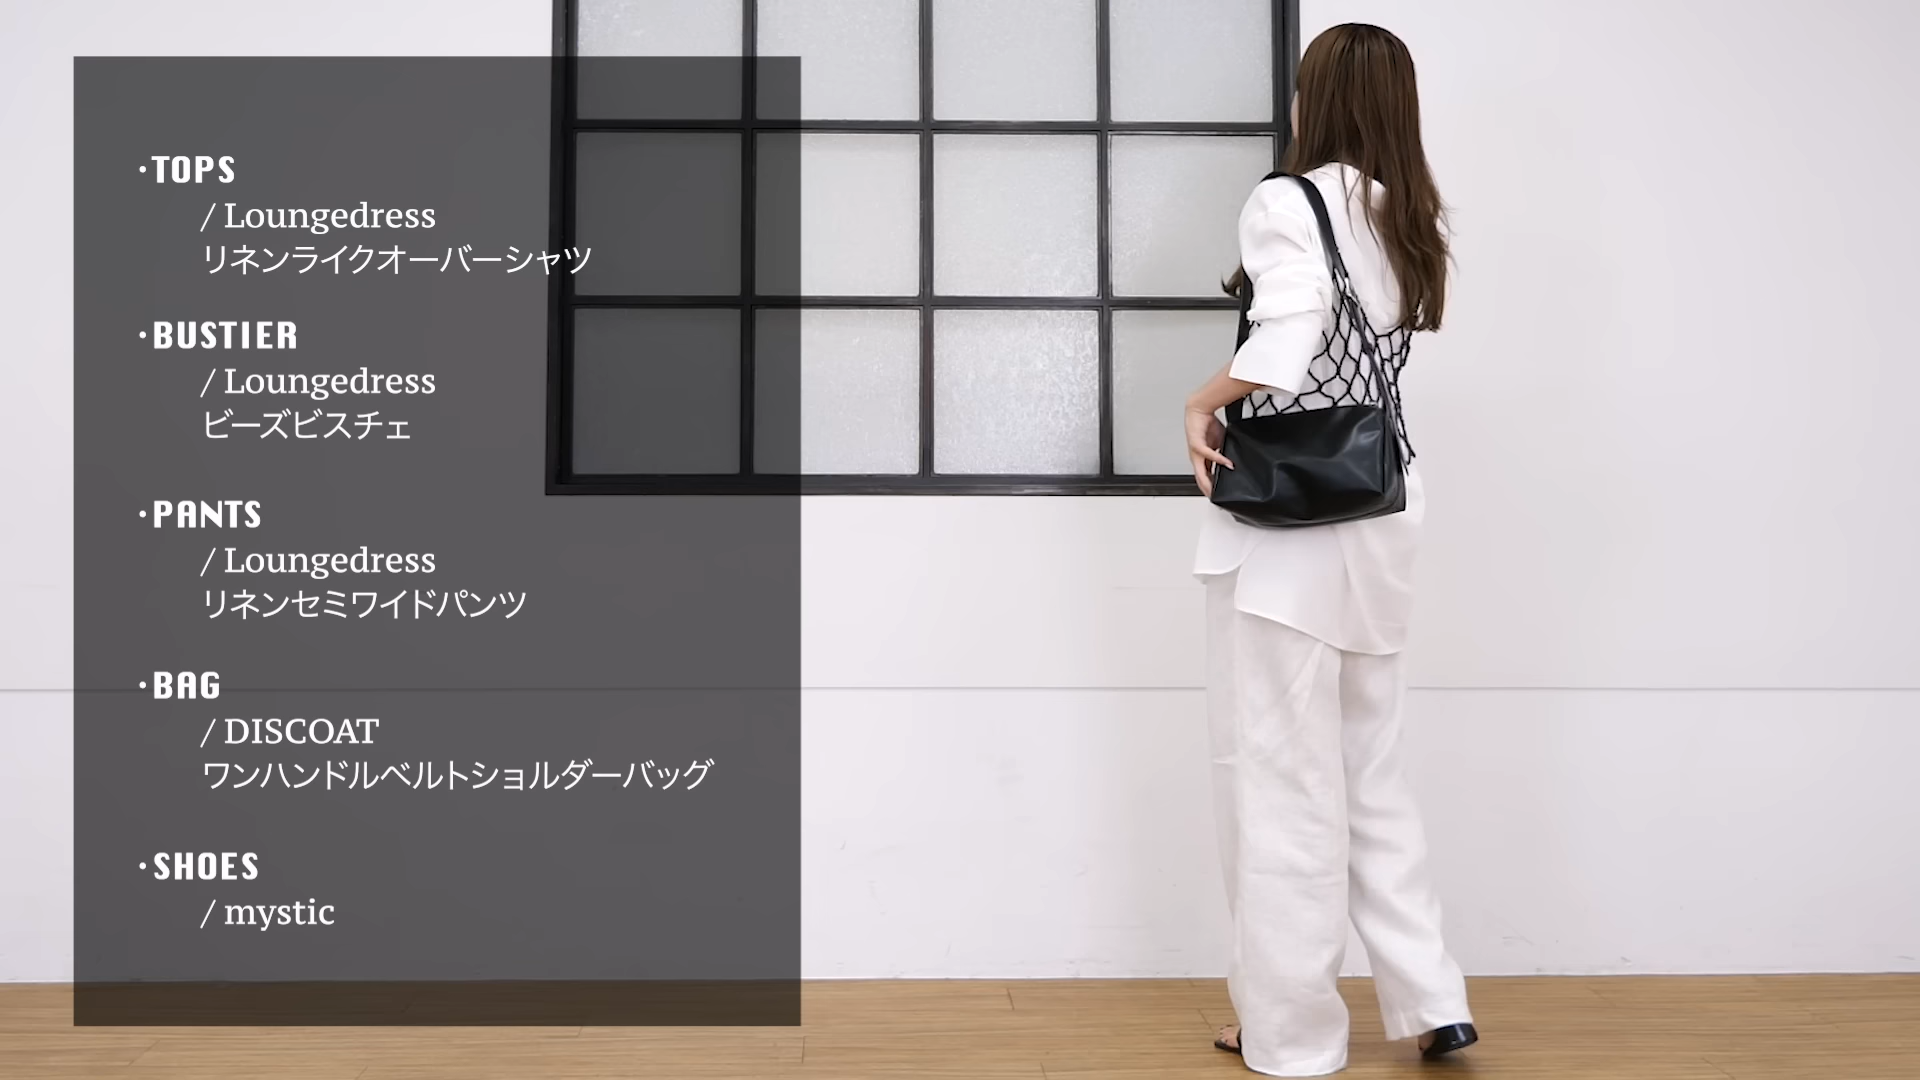 ・TOPS
/ Loungedress
リネンライクオーバーシャツ
・BUSTIER
/ Loungedress
ビーズビスチェ
・PANTS
/ Loungedress
リネンセミワイドパンツ
・BAG
/ DISCOAT
ワンハンドルベルトショルダーバッグ
・SHOES
/ mystic